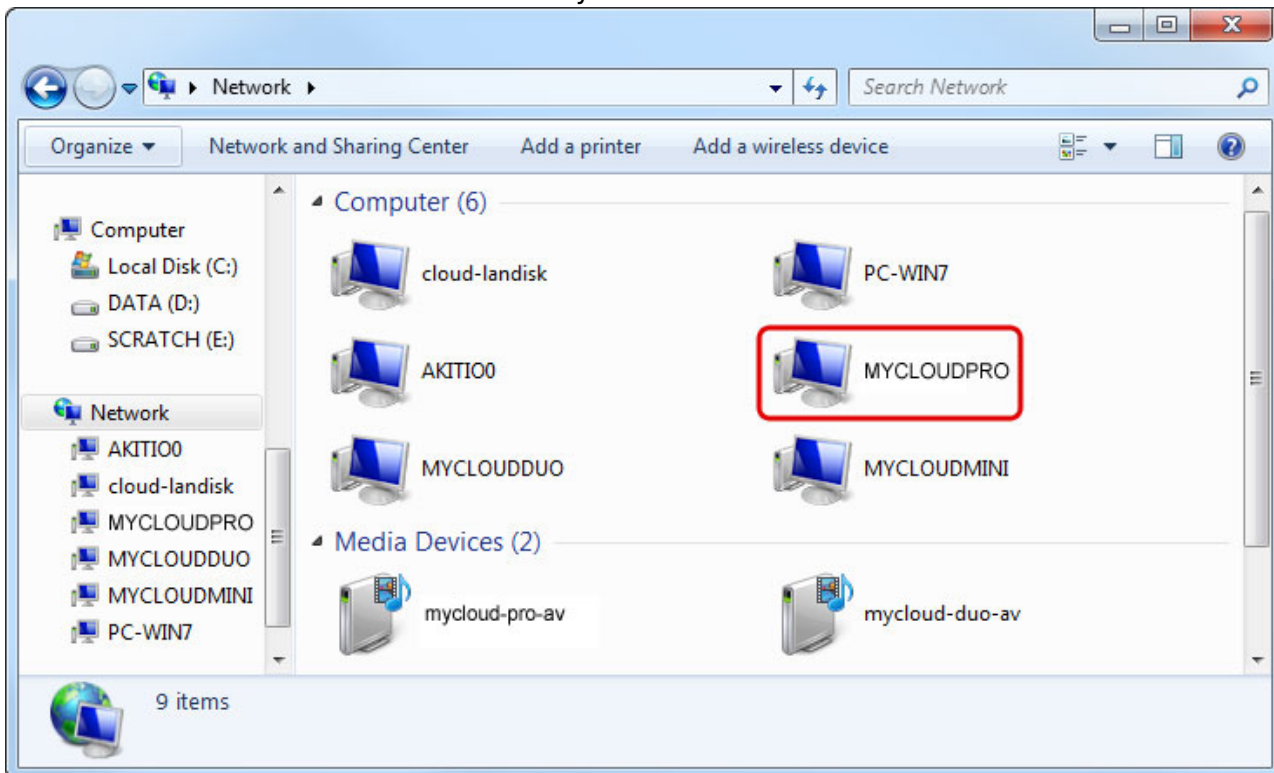 Network
Search Network
Organize Network and Sharing Center Add a printer Add a wireless device
Computer
Local Disk (C:)
DATA (D:)
SCRATCH (E:)
Network
AKITIO0
cloud-landisk
MYCLOUDPRO
MYCLOUDDUO
MYCLOUDMINI
PC-WIN7
Computer (6)
cloud-landisk PC-WIN7
AKITIO0 MYCLOUDPRO
MYCLOUDDUO MYCLOUDMINI
Media Devices (2)
mycloud-pro-av mycloud-duo-av
9 items